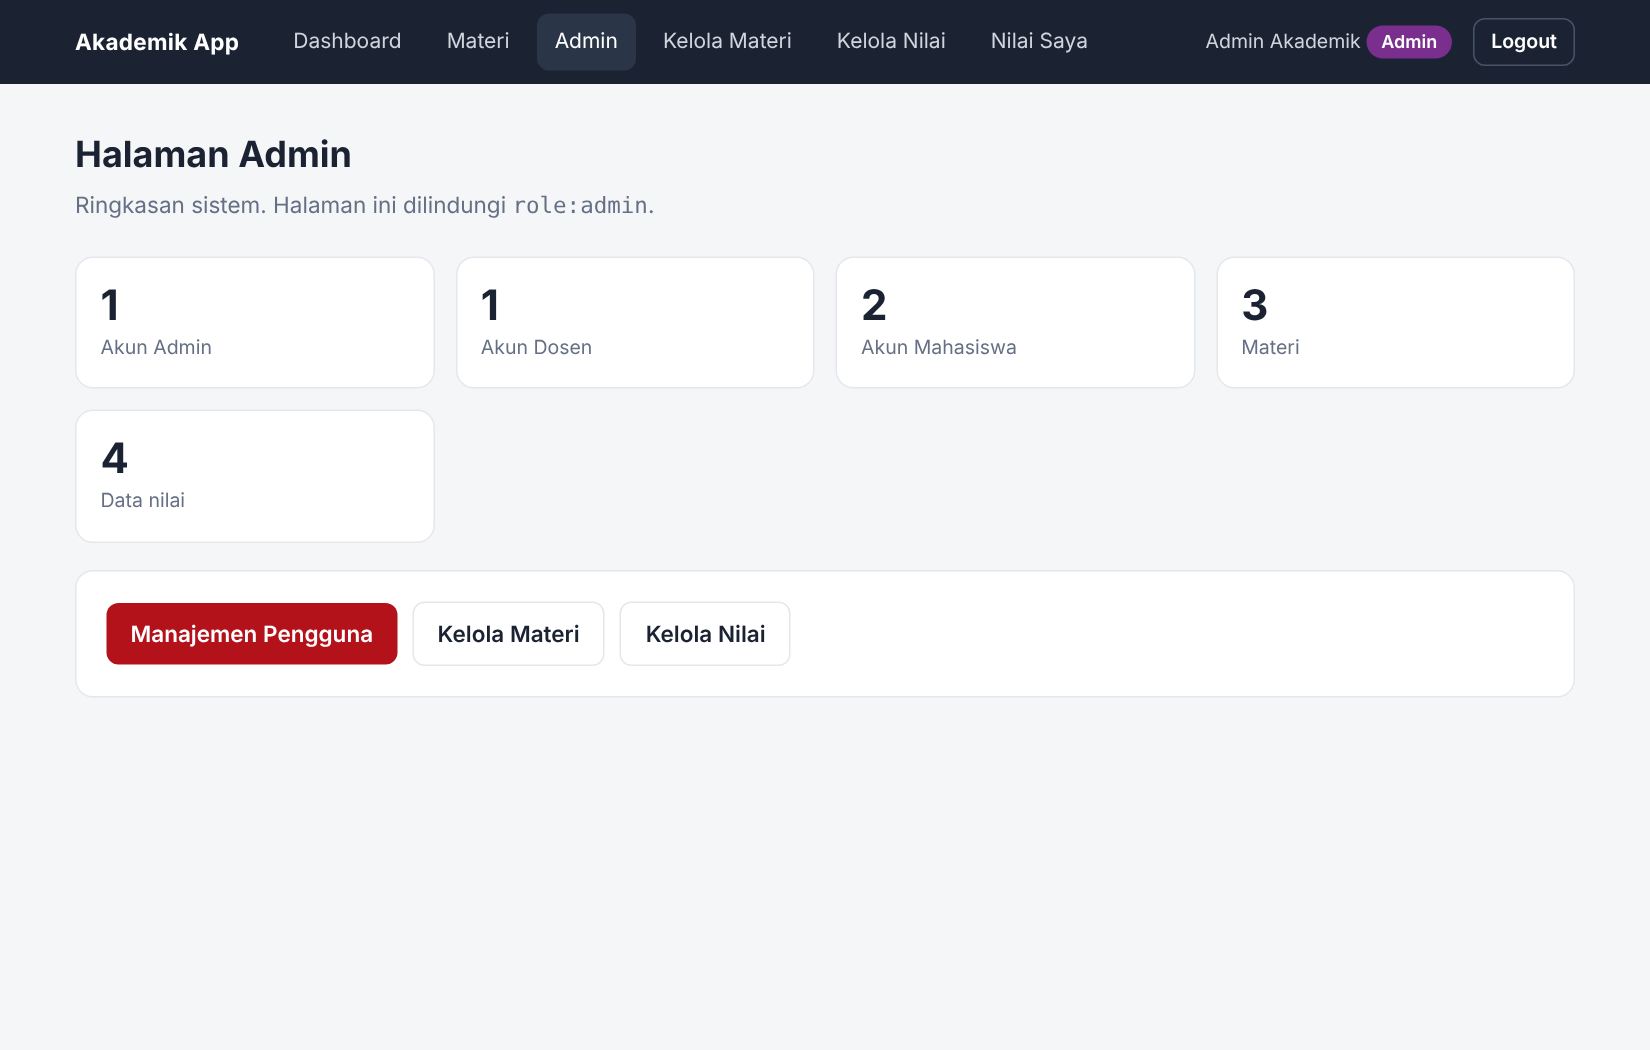 Akademik App Dashboard Materi Admin Kelola Materi Kelola Nilai Nilai Saya Admin Akademik Admin Logout
Halaman Admin
Ringkasan sistem. Halaman ini dilindungi role:admin.
1
Akun Admin
1
Akun Dosen
2
Akun Mahasiswa
3
Materi
4
Data nilai
Manajemen Pengguna Kelola Materi Kelola Nilai